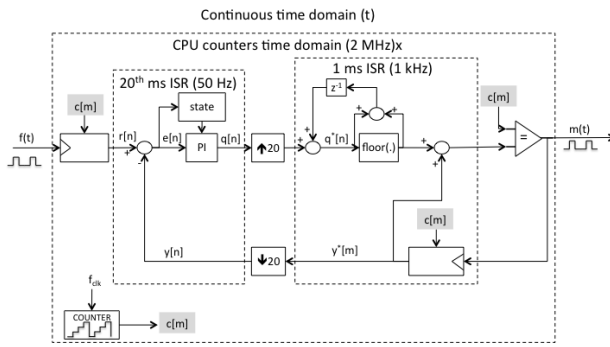 Continuous time domain (t)
CPU counters time domain (2 MHz)x
20th ms ISR (50 Hz)
1 ms ISR (1 kHz)
c[m]
state
z-1
c[m]
f(t)
r[n]
e[n]
PI
q[n]
↑20
q*[n]
floor(.)
=
m(t)
+
-
+
+
+
+
+
+
c[m]
y[n]
↓20
y*[m]
fclk
COUNTER
c[m]